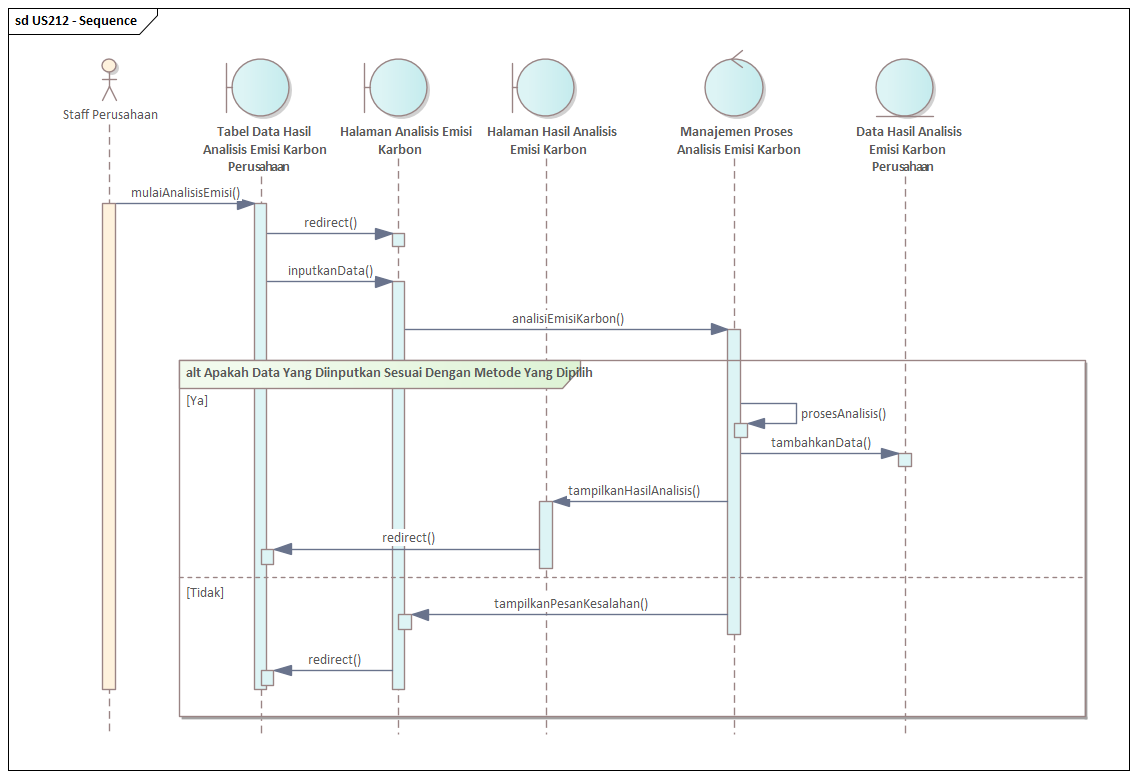 sd US212 - Sequence
Staff Perusahaan
Tabel Data Hasil
Analisis Emisi Karbon
Perusahaan
Halaman Analisis Emisi
Karbon
Halaman Hasil Analisis
Emisi Karbon
Manajemen Proses
Analisis Emisi Karbon
Data Hasil Analisis
Emisi Karbon
Perusahaan
mulaiAnalisisEmisi()
redirect()
inputkanData()
analisiEmisiKarbon()
alt Apakah Data Yang Diinputkan Sesuai Dengan Metode Yang Dipilih
[Ya]
prosesAnalisis()
tambahkanData()
tampilkanHasilAnalisis()
redirect()
[Tidak]
tampilkanPesanKesalahan()
redirect()